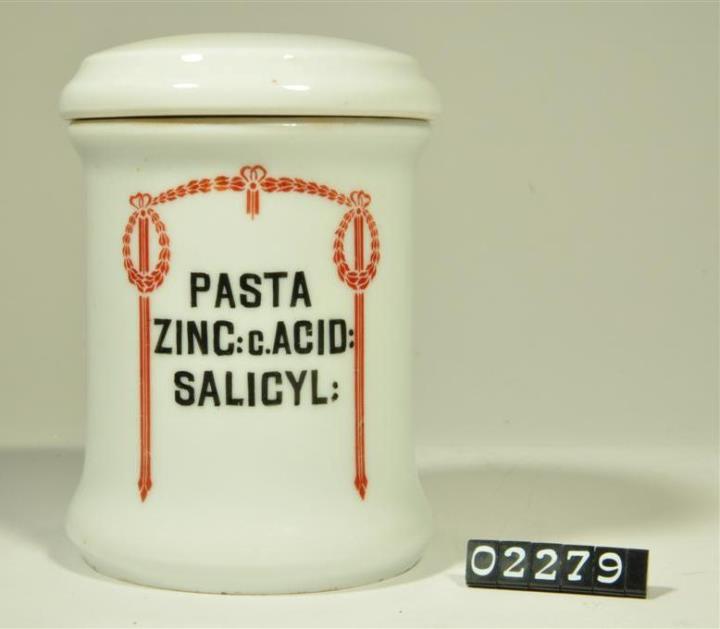 PASTA
ZINC: c. ACID:
SALICYL:
02279